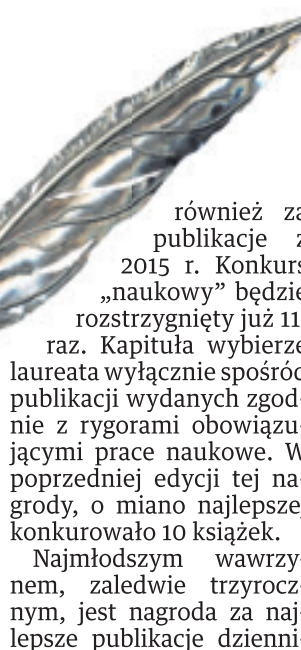 również za
publikacje z
2015 r. Konkurs
„naukowy” będzie
rozstrzygnięty już 11
raz. Kapituła wybierze
laureata wyłącznie spośród
publikacji wydanych zgod-
nie z rygorami obowiązu-
jącymi prace naukowe. W
poprzedniej edycji tej na-
grody, o miano najlepszej
konkurowało 10 książek.
Najmłodszym wawrzy-
nem, zaledwie trzyrocz-
nym, jest nagroda za naj-
lepsze publikacje dzienni-